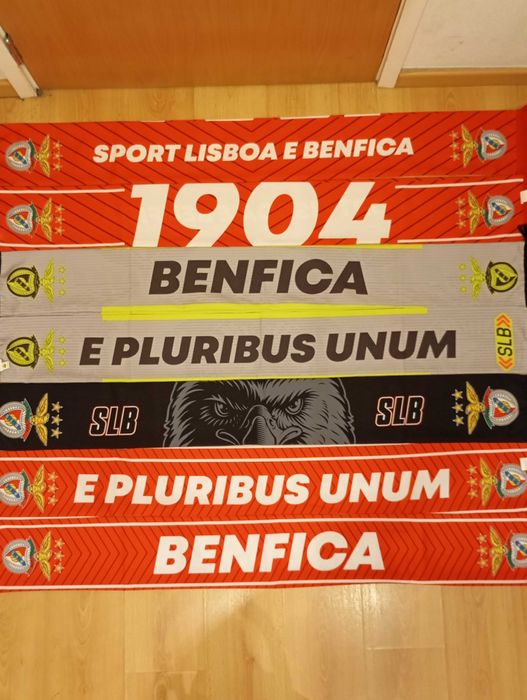 SPORT LISBOA E BENFICA
1904
BENFICA
E PLURIBUS UNUM
SLB
SLB SLB
E PLURIBUS UNUM
BENFICA